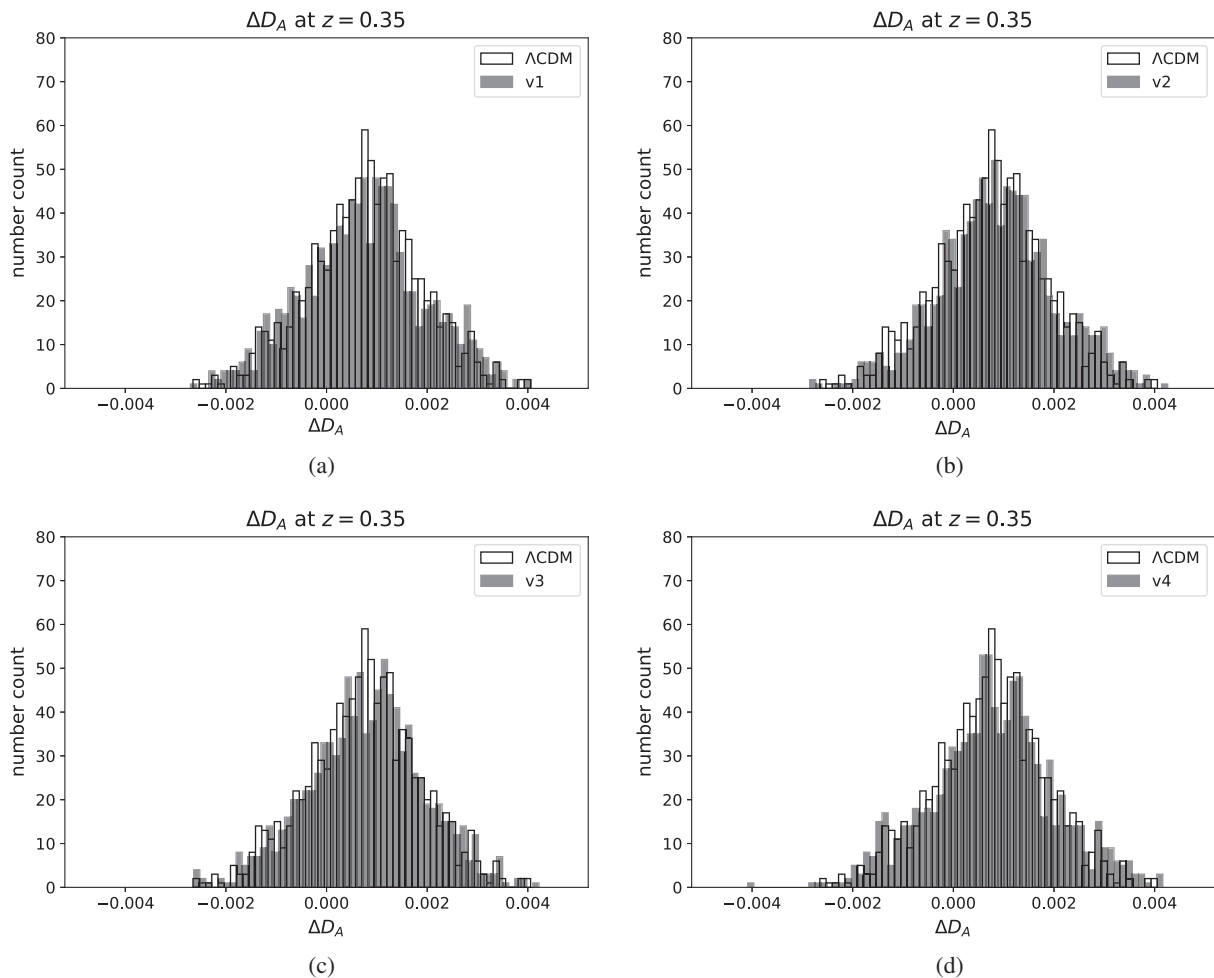 ΔD_A at z = 0.35
80
70
60
50
40
30
20
10
0
number count
ΛCDM
v1
−0.004
−0.002
0.000
0.002
0.004
ΔD_A
(a)
ΔD_A at z = 0.35
80
70
60
50
40
30
20
10
0
number count
ΛCDM
v2
−0.004
−0.002
0.000
0.002
0.004
ΔD_A
(b)
ΔD_A at z = 0.35
80
70
60
50
40
30
20
10
0
number count
ΛCDM
v3
−0.004
−0.002
0.000
0.002
0.004
ΔD_A
(c)
ΔD_A at z = 0.35
80
70
60
50
40
30
20
10
0
number count
ΛCDM
v4
−0.004
−0.002
0.000
0.002
0.004
ΔD_A
(d)